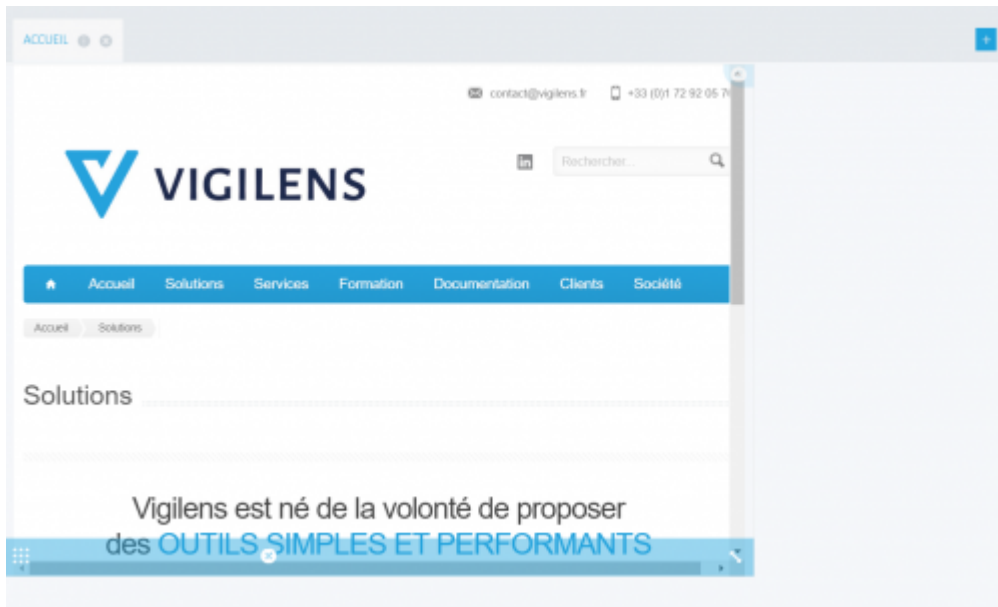 ACCUEIL
contact@vigilens.fr +33 (0)1 72 92 05 70
VIGILENS
Rechercher...
Accueil Solutions Services Formation Documentation Clients Société
Accueil Solutions
Solutions
Vigilens est né de la volonté de proposer
des OUTILS SIMPLES ET PERFORMANTS